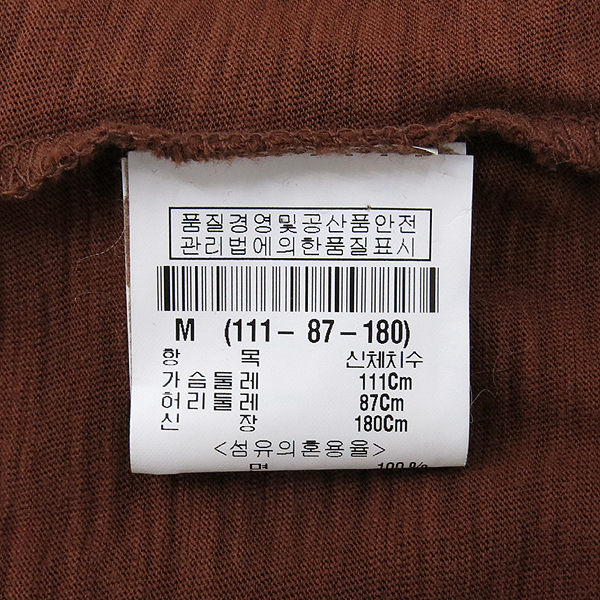 품질경영및공산품안전
관리법에의한품질표시
M (111-87-180)
항 목 신체치수
가슴둘레 111Cm
허리둘레 87Cm
신 장 180Cm
<섬유의혼용율>
면 100%